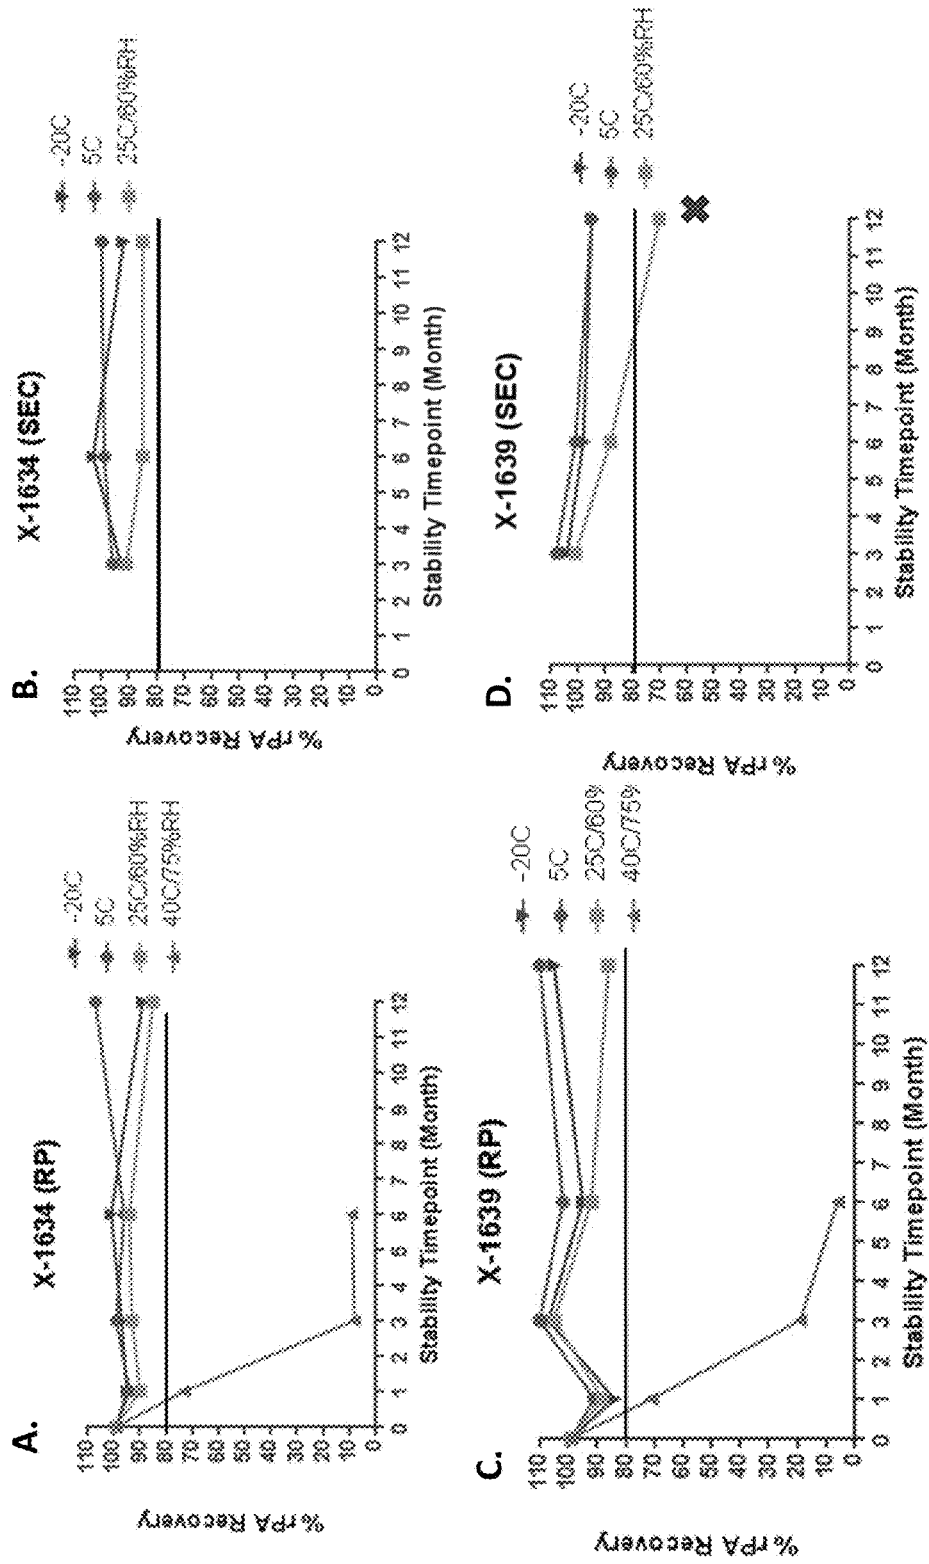 A.
X-1634 (RP)
% rPA Recovery
110
100
90
80
70
60
50
40
30
20
10
0
0 1 2 3 4 5 6 7 8 9 10 11 12
Stability Timepoint (Month)
-20C
5C
25C/60%RH
40C/75%RH
B.
X-1634 (SEC)
% rPA Recovery
110
100
90
80
70
60
50
40
30
20
10
0
0 1 2 3 4 5 6 7 8 9 10 11 12
Stability Timepoint (Month)
-20C
5C
25C/60%RH
C.
X-1639 (RP)
% rPA Recovery
110
100
90
80
70
60
50
40
30
20
10
0
0 1 2 3 4 5 6 7 8 9 10 11 12
Stability Timepoint (Month)
-20C
5C
25C/60%
40C/75%
D.
X-1639 (SEC)
% rPA Recovery
110
100
90
80
70
60
50
40
30
20
10
0
0 1 2 3 4 5 6 7 8 9 10 11 12
Stability Timepoint (Month)
-20C
5C
25C/60%RH